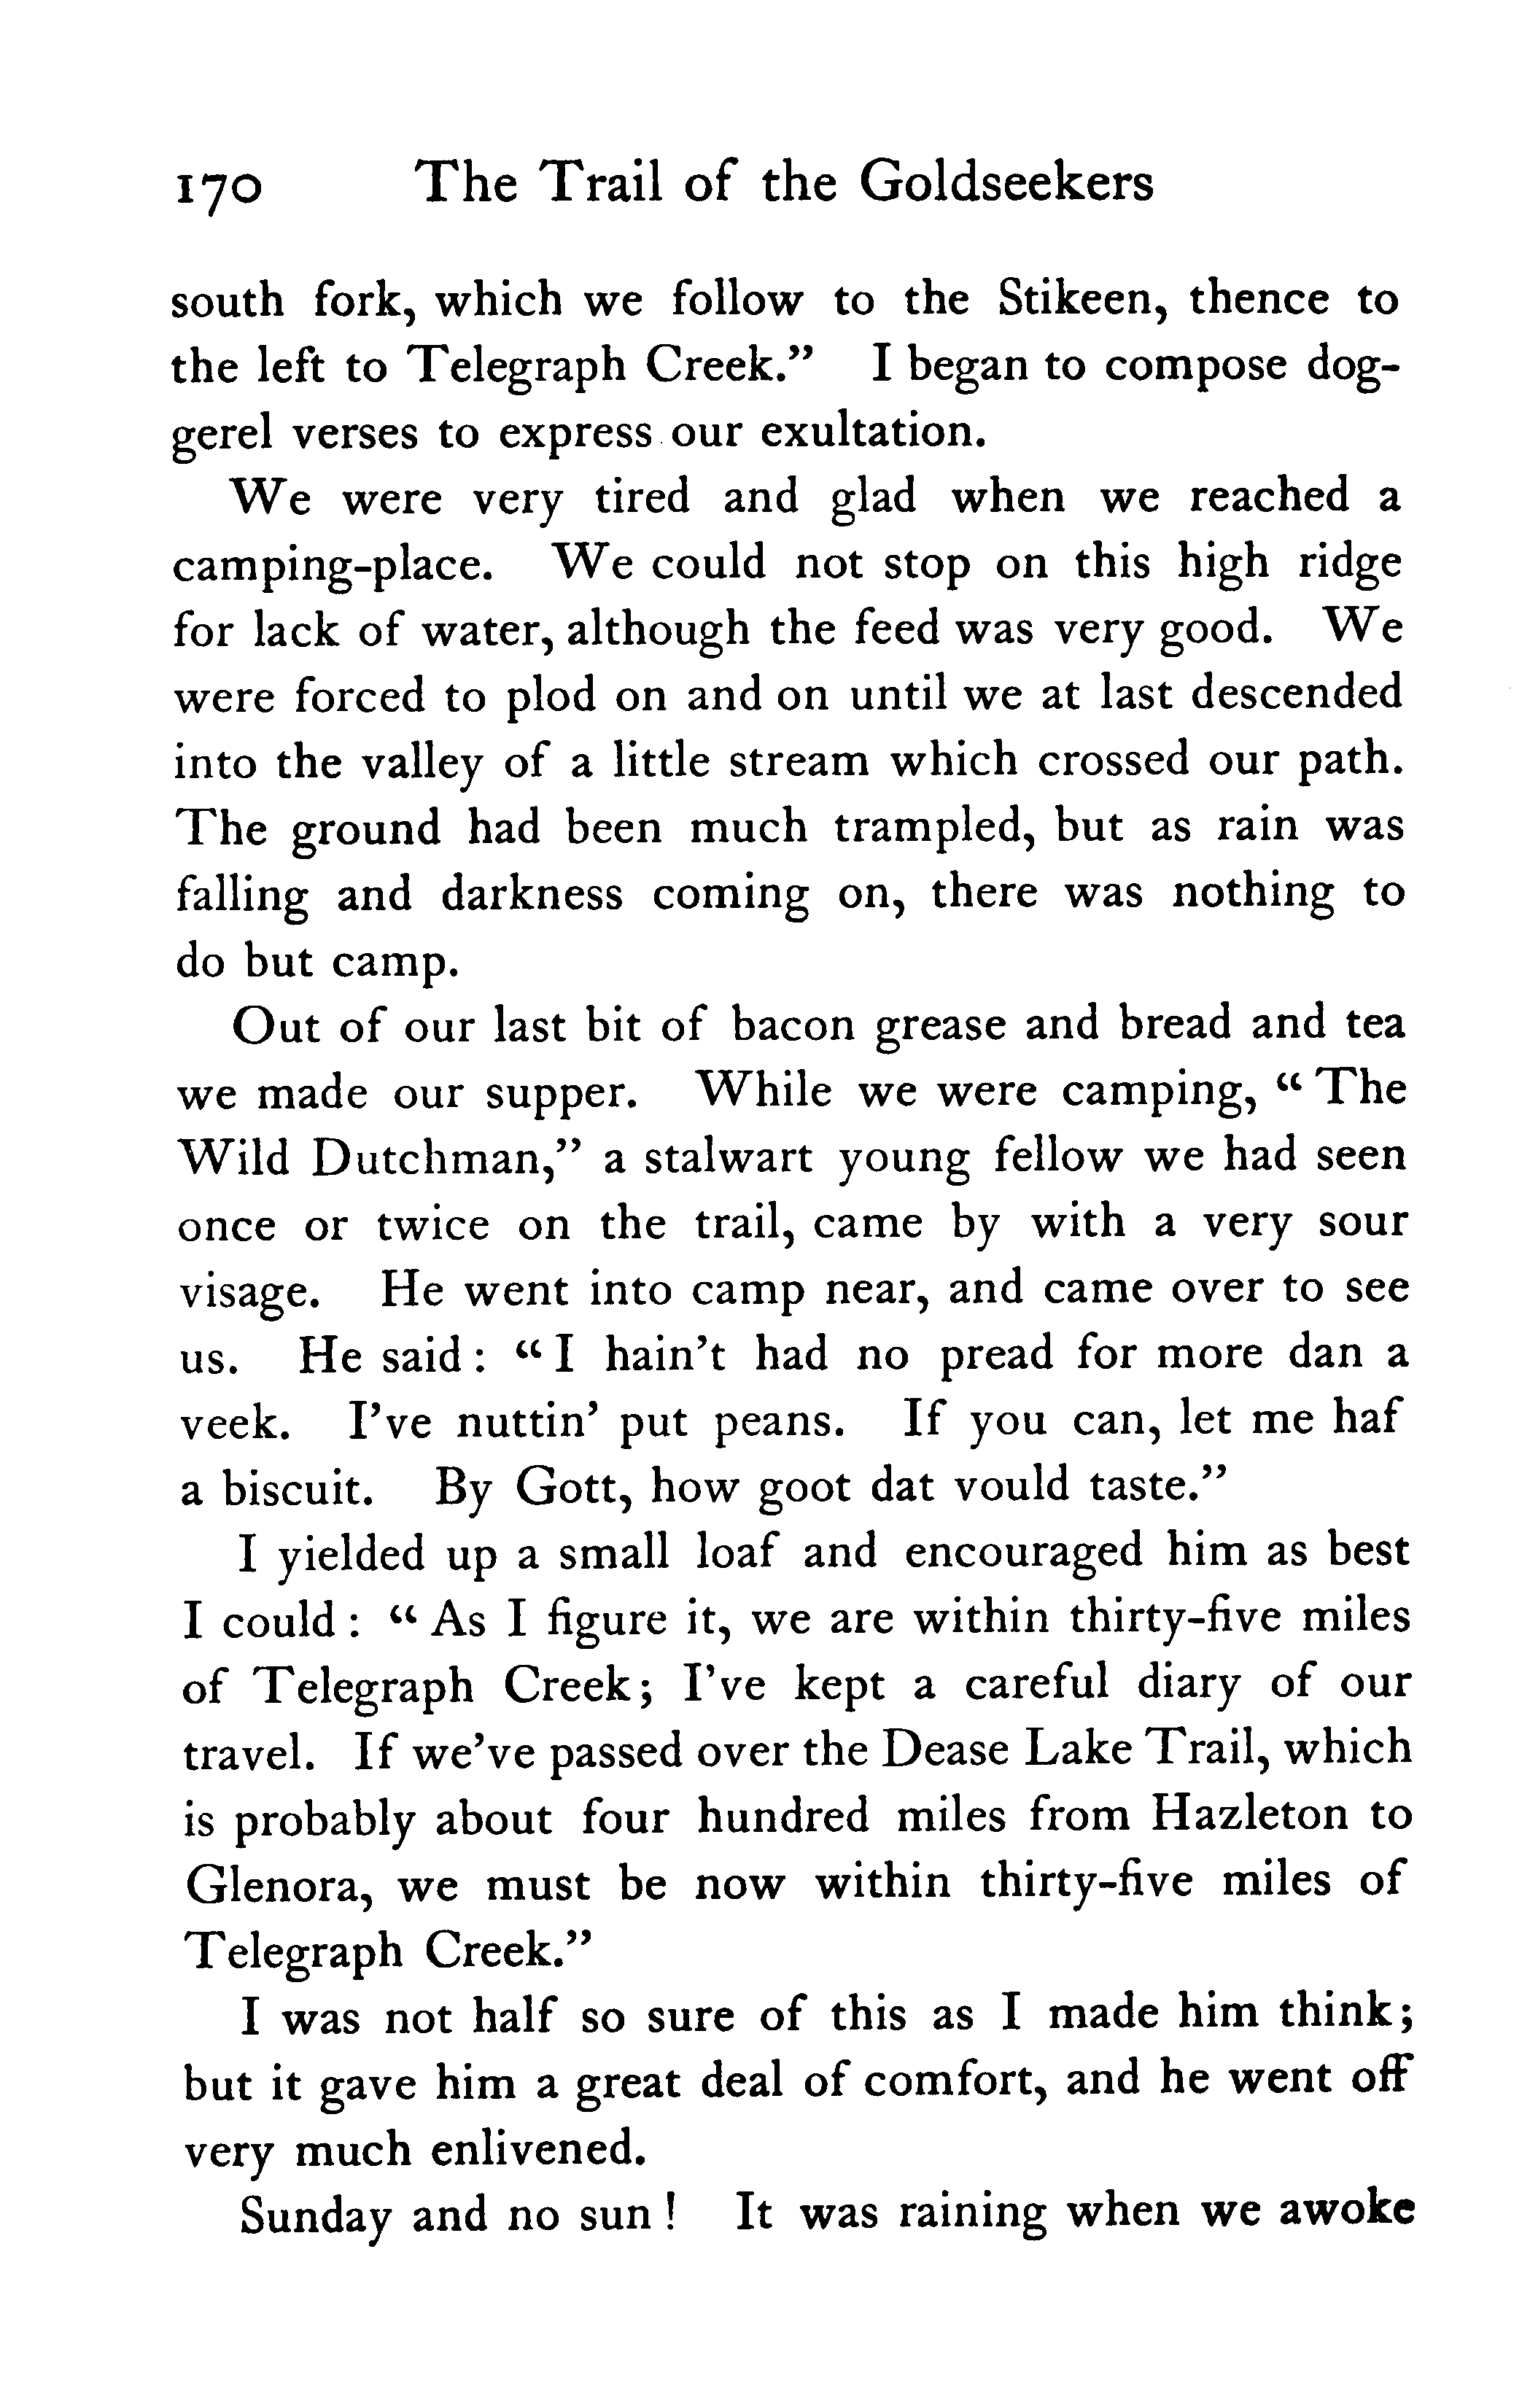 170 The Trail of the Goldseekers
south fork, which we follow to the Stikeen, thence to
the left to Telegraph Creek.” I began to compose dog-
gerel verses to express our exultation.
We were very tired and glad when we reached a
camping-place. We could not stop on this high ridge
for lack of water, although the feed was very good. We
were forced to plod on and on until we at last descended
into the valley of a little stream which crossed our path.
The ground had been much trampled, but as rain was
falling and darkness coming on, there was nothing to
do but camp.
Out of our last bit of bacon grease and bread and tea
we made our supper. While we were camping, “ The
Wild Dutchman,” a stalwart young fellow we had seen
once or twice on the trail, came by with a very sour
visage. He went into camp near, and came over to see
us. He said : “ I hain’t had no pread for more dan a
veek. I’ve nuttin’ put peans. If you can, let me haf
a biscuit. By Gott, how goot dat vould taste.”
I yielded up a small loaf and encouraged him as best
I could : “ As I figure it, we are within thirty-five miles
of Telegraph Creek; I’ve kept a careful diary of our
travel. If we’ve passed over the Dease Lake Trail, which
is probably about four hundred miles from Hazleton to
Glenora, we must be now within thirty-five miles of
Telegraph Creek.”
I was not half so sure of this as I made him think;
but it gave him a great deal of comfort, and he went off
very much enlivened.
Sunday and no sun ! It was raining when we awoke